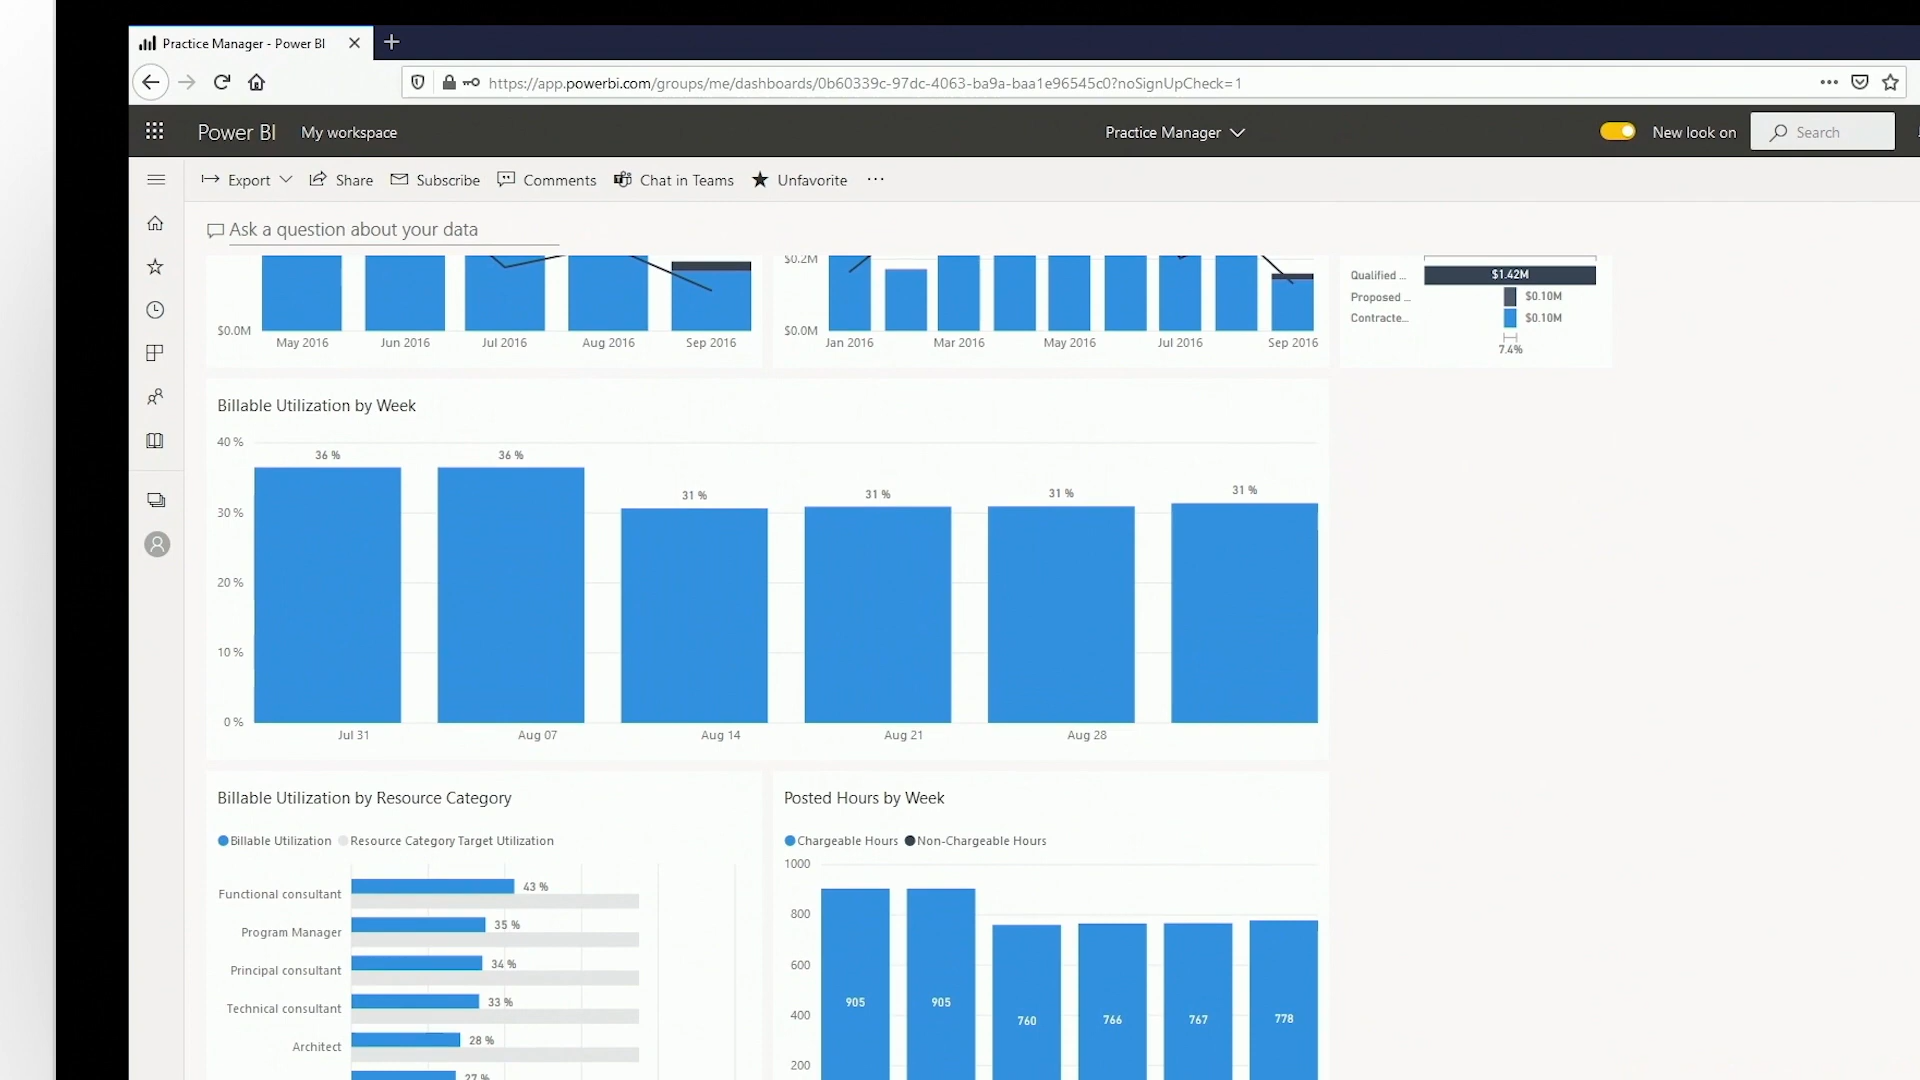 Practice Manager - Power BI
https://app.powerbi.com/groups/me/dashboards/0b60339c-97dc-4063-ba9a-baa1e96545c0?noSignUpCheck=1
Power BI My workspace Practice Manager New look on Search
Export Share Subscribe Comments Chat in Teams Unfavorite
Ask a question about your data
$0.0M
May 2016 Jun 2016 Jul 2016 Aug 2016 Sep 2016
$0.2M
$0.0M
Jan 2016 Mar 2016 May 2016 Jul 2016 Sep 2016
Qualified ... $1.42M
Proposed ... $0.10M
Contracte... $0.10M
7.4%
Billable Utilization by Week
40 %
36 % 36 % 31 % 31 % 31 % 31 %
30 %
20 %
10 %
0 %
Jul 31 Aug 07 Aug 14 Aug 21 Aug 28
Billable Utilization by Resource Category
Billable Utilization Resource Category Target Utilization
Functional consultant 43 %
Program Manager 35 %
Principal consultant 34 %
Technical consultant 33 %
Architect 28 %
27 %
Posted Hours by Week
Chargeable Hours Non-Chargeable Hours
1000
800
600
400
200
905 905 760 766 767 778